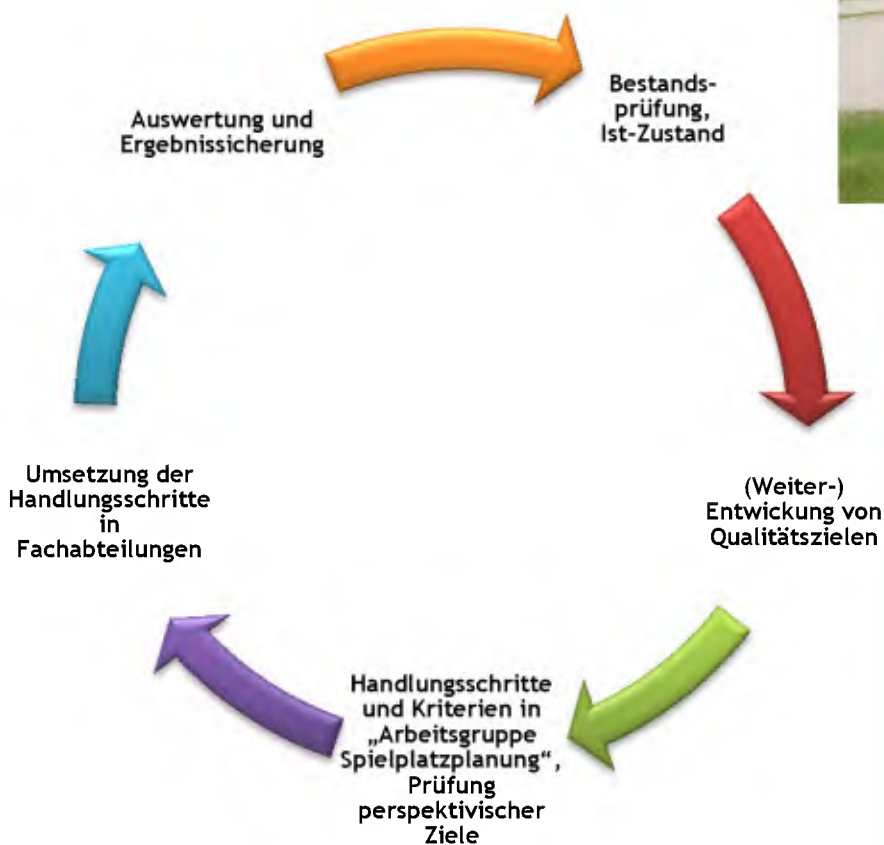 Auswertung und
Ergebnissicherung
Bestands-
prüfung,
Ist-Zustand
(Weiter-)
Entwickung von
Qualitätszielen
Handlungsschritte
und Kriterien in
„Arbeitsgruppe
Spielplatzplanung“,
Prüfung
perspektivischer
Ziele
Umsetzung der
Handlungsschritte
in
Fachabteilungen